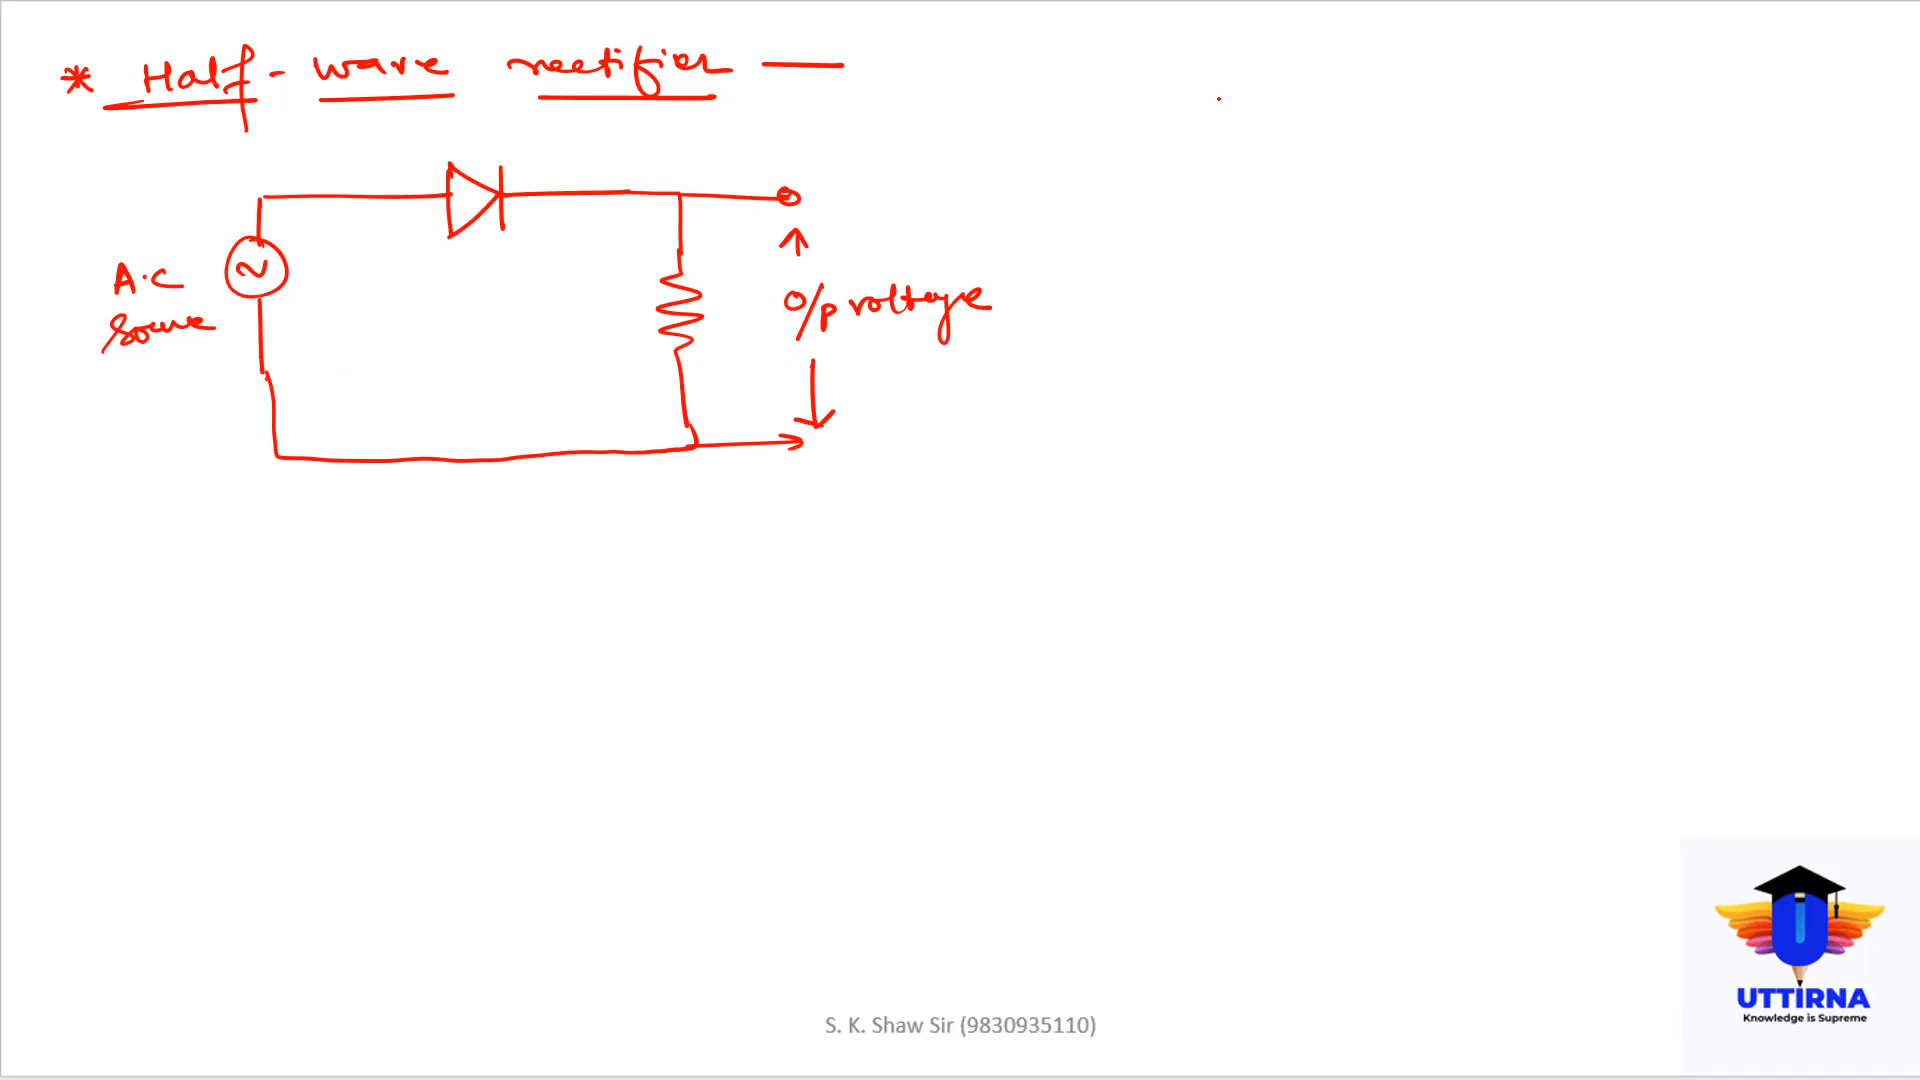 * Half-wave rectifier —
A.C
Source
O/p voltage
S. K. Shaw Sir (9830935110)
UTTIRNA
Knowledge is Supreme